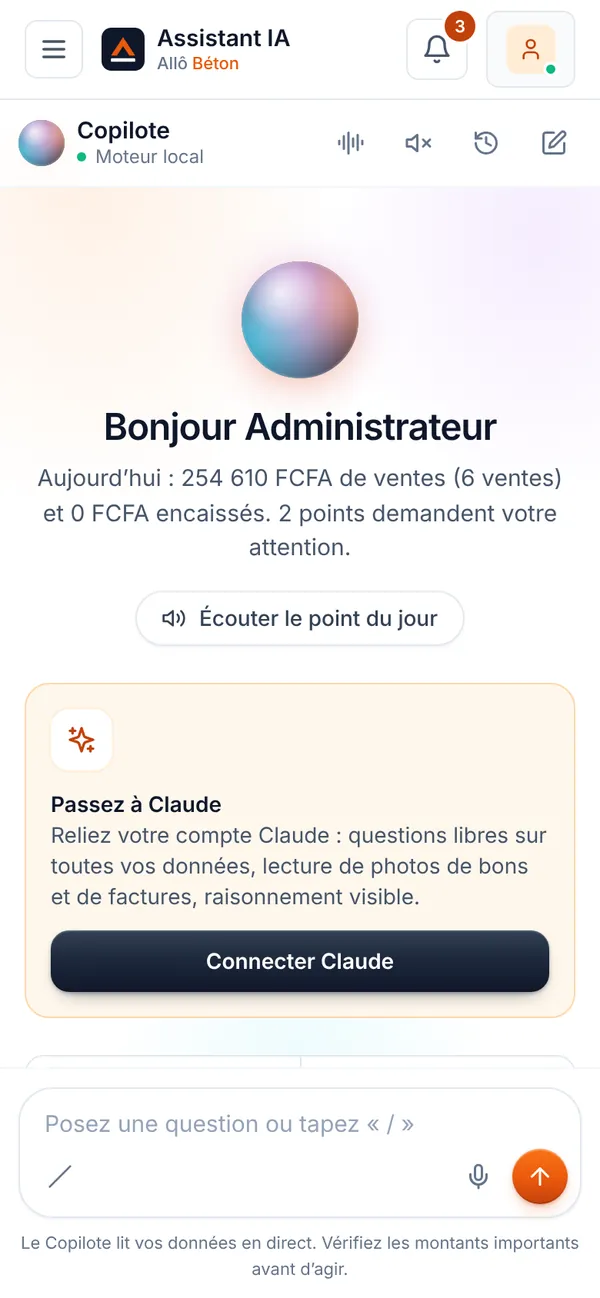 Assistant IA
Allô Béton
3
Copilote
Moteur local
Bonjour Administrateur
Aujourd’hui : 254 610 FCFA de ventes (6 ventes)
et 0 FCFA encaissés. 2 points demandent votre
attention.
Écouter le point du jour
Passez à Claude
Reliez votre compte Claude : questions libres sur
toutes vos données, lecture de photos de bons
et de factures, raisonnement visible.
Connecter Claude
Posez une question ou tapez « / »
Le Copilote lit vos données en direct. Vérifiez les montants importants
avant d’agir.